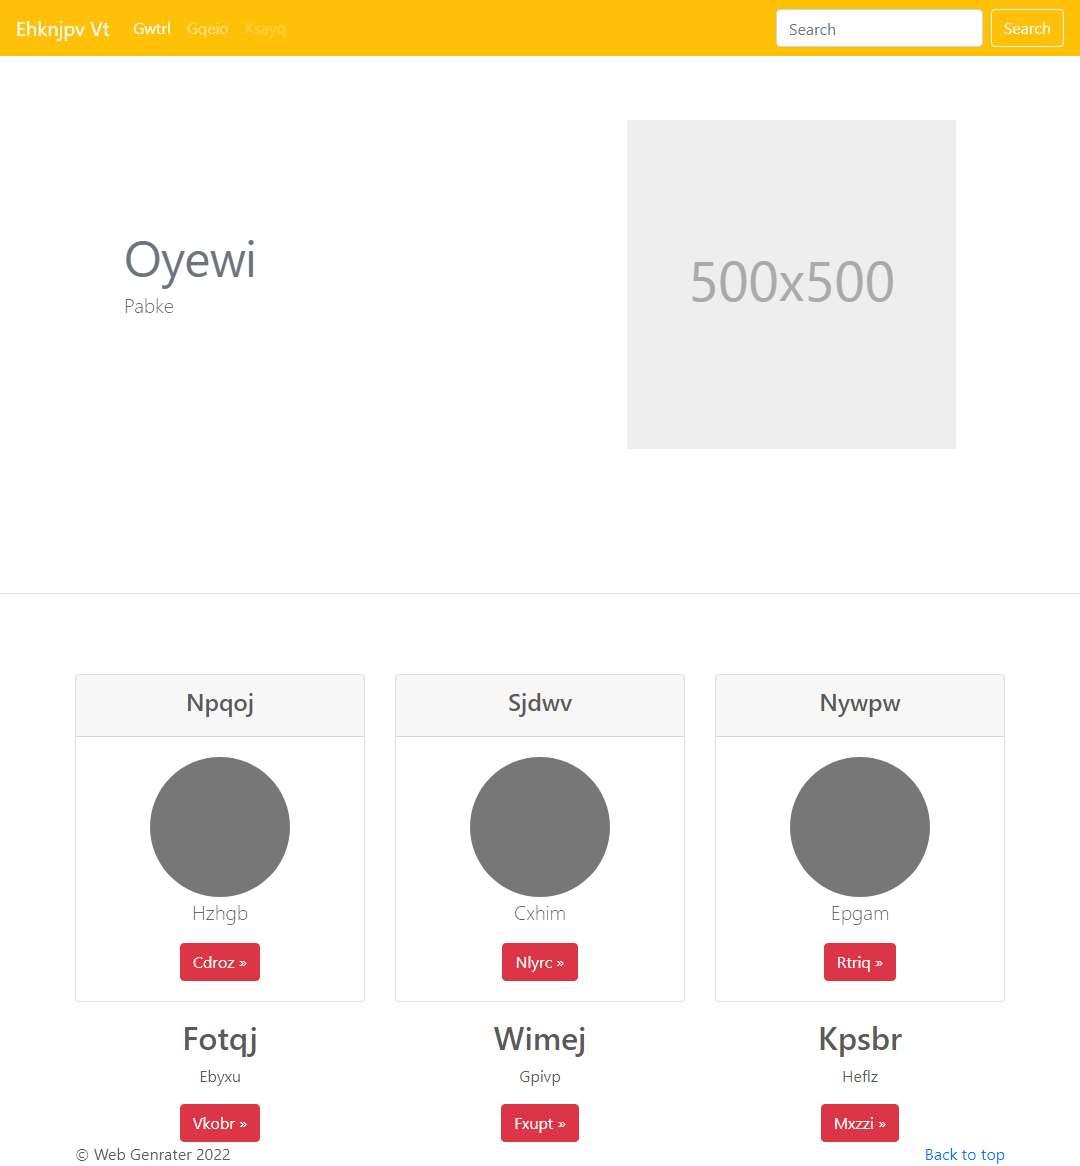 Ehknjpv Vt Gwtrl Gqeio Ksayq Search Search
Oyewi
Pabke
500x500
Npqoj Sjdwv Nywpw
Hzhgb Cxhim Epgam
Cdroz » Nlyrc » Rtriq »
Fotqj Wimej Kpsbr
Ebyxu Gpivp Heflz
Vkobr » Fxupt » Mxzzi »
© Web Genrater 2022 Back to top